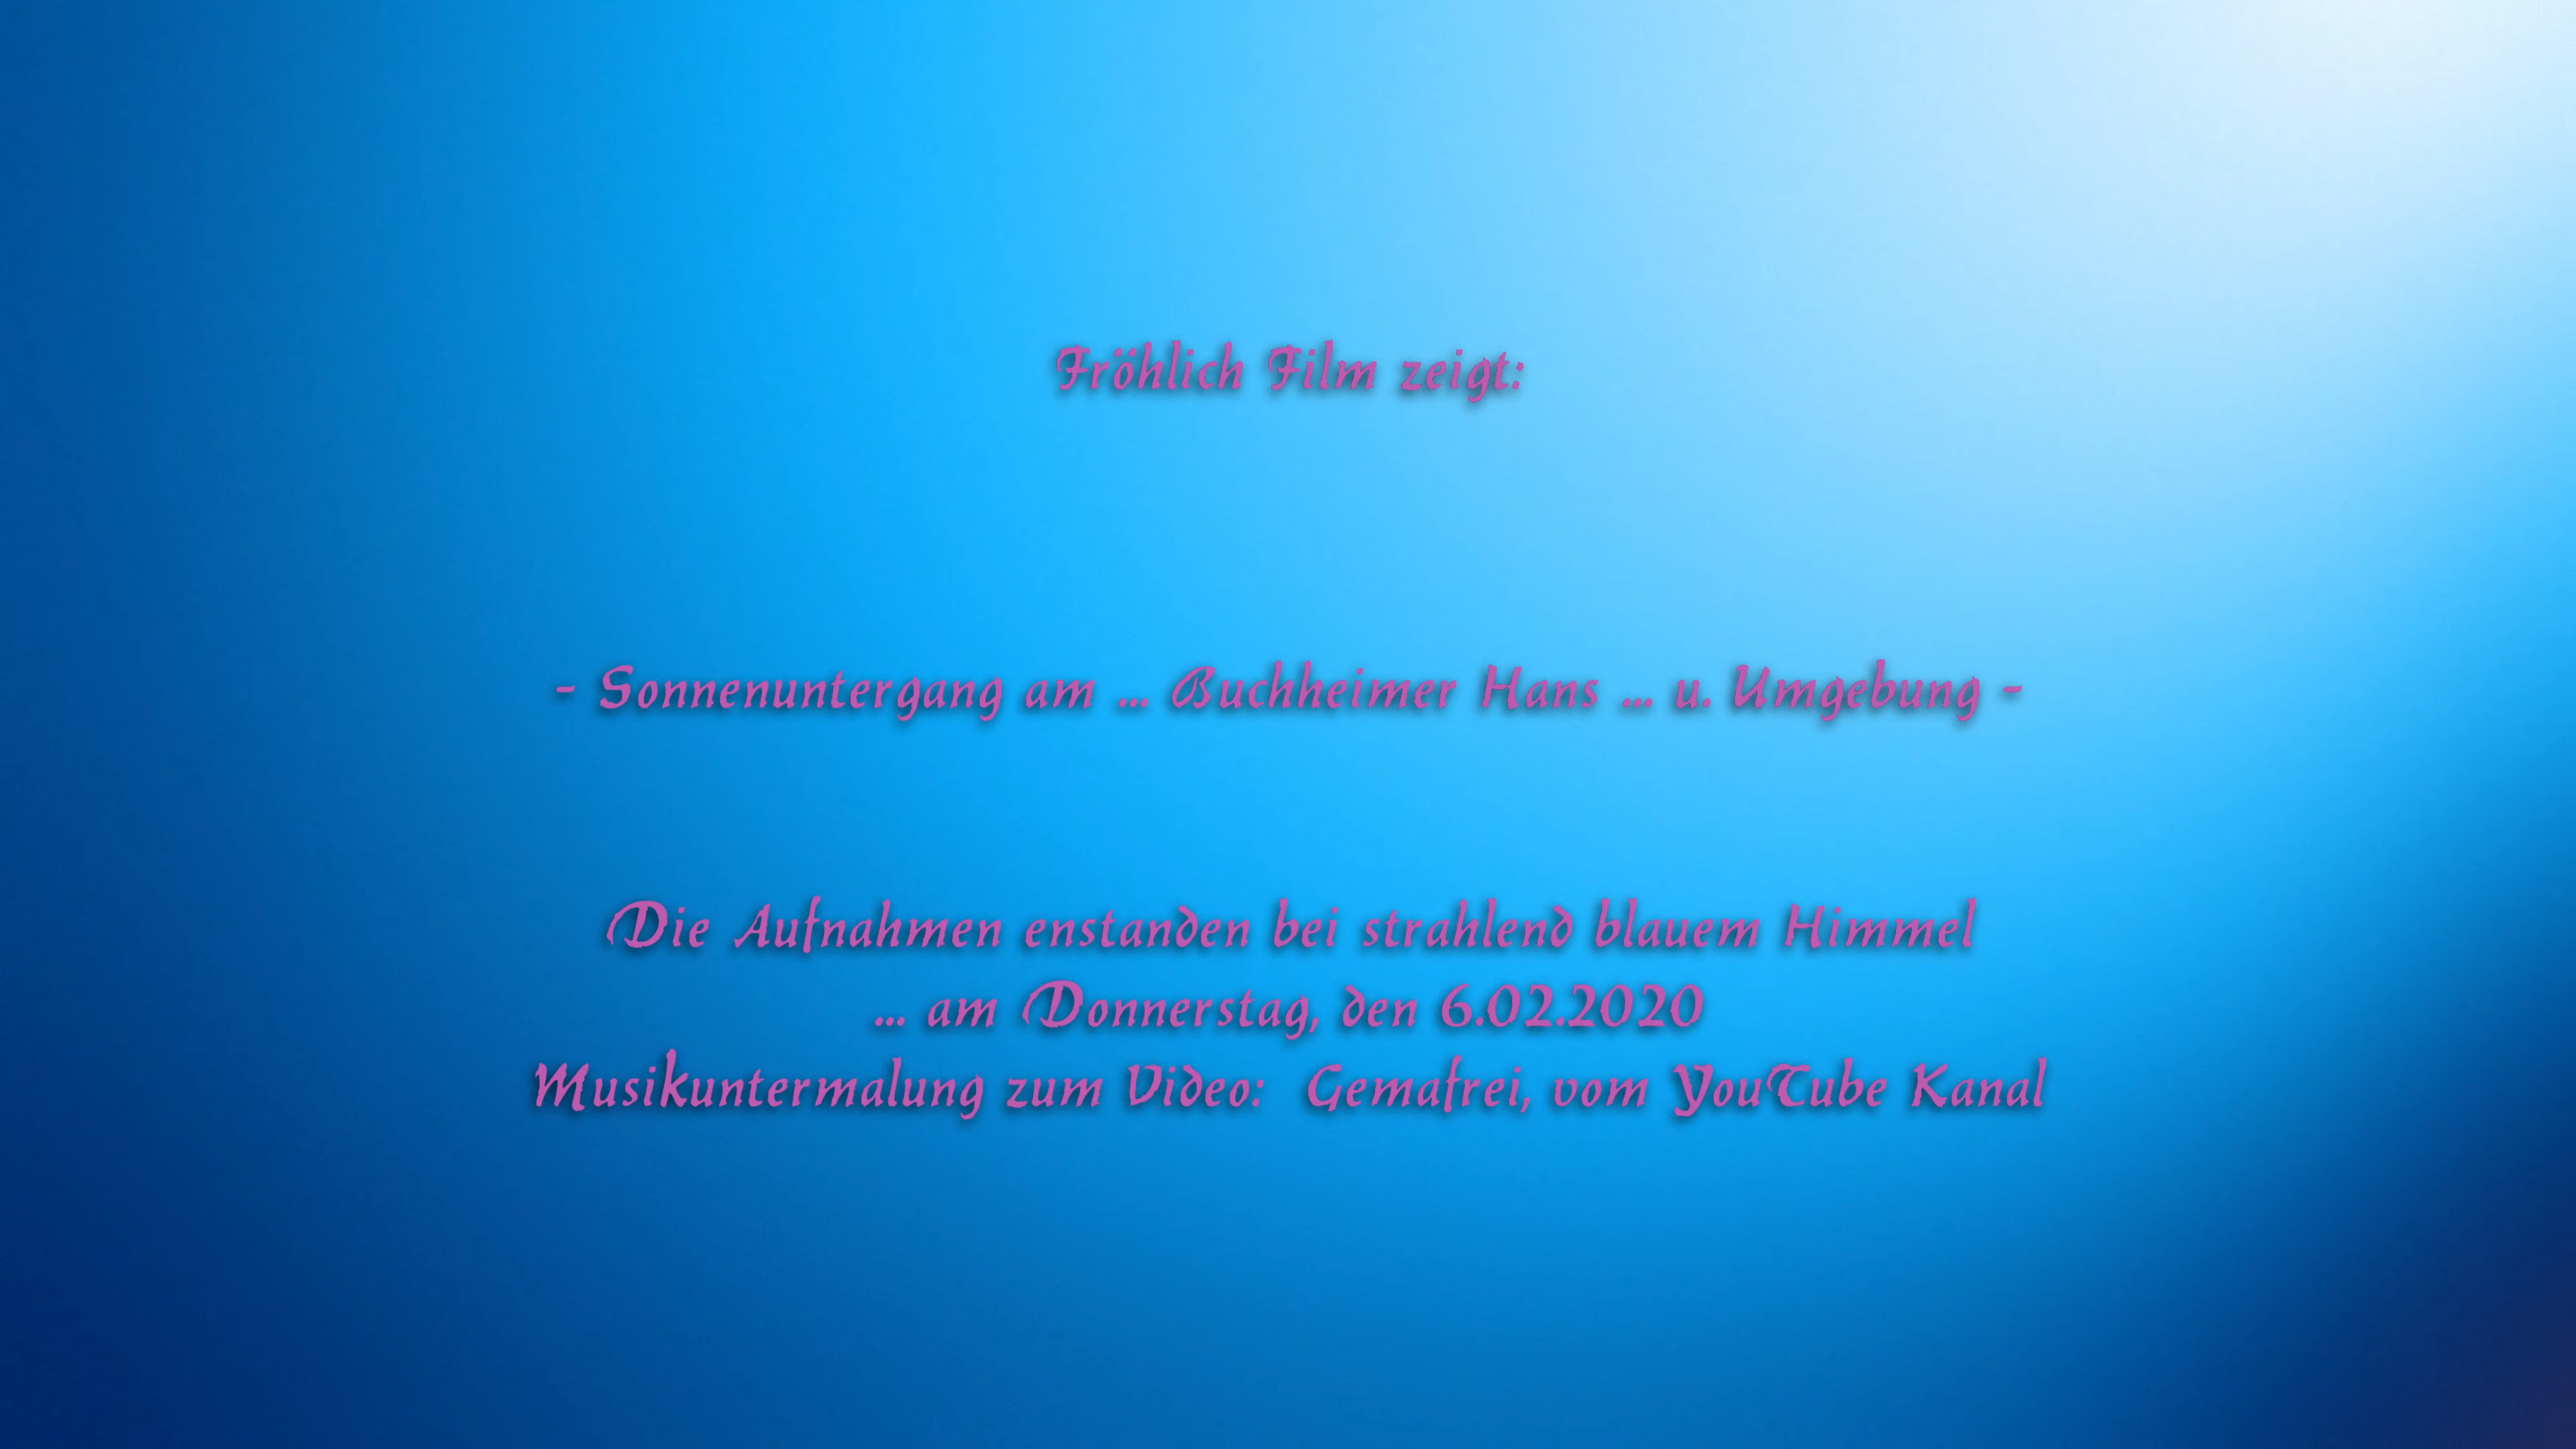 Fröhlich Film zeigt:
- Sonnenuntergang am ... Buchheimer Hans ... u. Umgebung -
Die Aufnahmen enstanden bei strahlend blauem Himmel
... am Donnerstag, den 6.02.2020
Musikuntermalung zum Video: Gemafrei, vom YouTube Kanal